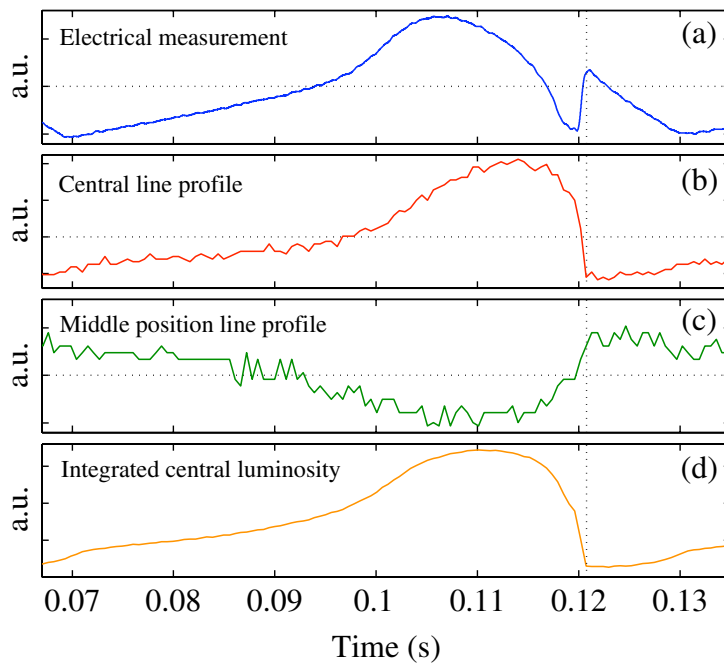 Electrical measurement
(a)
a.u.
Central line profile
(b)
a.u.
Middle position line profile
(c)
a.u.
Integrated central luminosity
(d)
a.u.
0.07 0.08 0.09 0.1 0.11 0.12 0.13
Time (s)